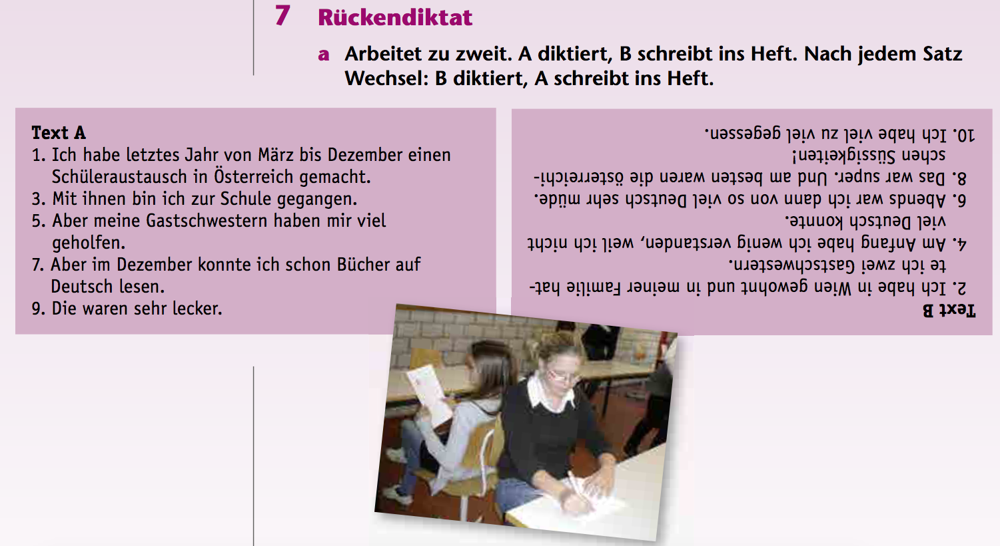 7 Rückendiktat
a Arbeitet zu zweit. A diktiert, B schreibt ins Heft. Nach jedem Satz
Wechsel: B diktiert, A schreibt ins Heft.
Text A
1. Ich habe letztes Jahr von März bis Dezember einen
Schüleraustausch in Österreich gemacht.
3. Mit ihnen bin ich zur Schule gegangen.
5. Aber meine Gastschwestern haben mir viel
geholfen.
7. Aber im Dezember konnte ich schon Bücher auf
Deutsch lesen.
9. Die waren sehr lecker.
Text B
2. Ich habe in Wien gewohnt und in meiner Familie hat-
te ich zwei Gastschwestern.
4. Am Anfang habe ich wenig verstanden, weil ich nicht
viel Deutsch konnte.
6. Abends war ich dann von so viel Deutsch sehr müde.
8. Das war super. Und am besten waren die österreichi-
schen Süssigkeiten!
10. Ich habe viel zu viel gegessen.